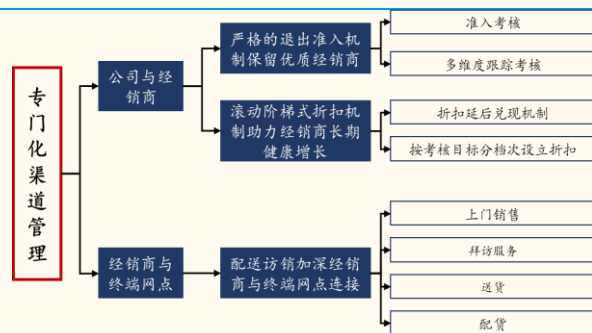 专门化渠道管理
公司与经
销商
严格的退出准入机
制保留优质经销商
准入考核
多维度跟踪考核
滚动阶梯式折扣机
制助力经销商长期
健康增长
折扣延后兑现机制
按考核目标分档次设立折扣
经销商与
终端网点
配送访销加深经销
商与终端网点连接
上门销售
拜访服务
送货
配货